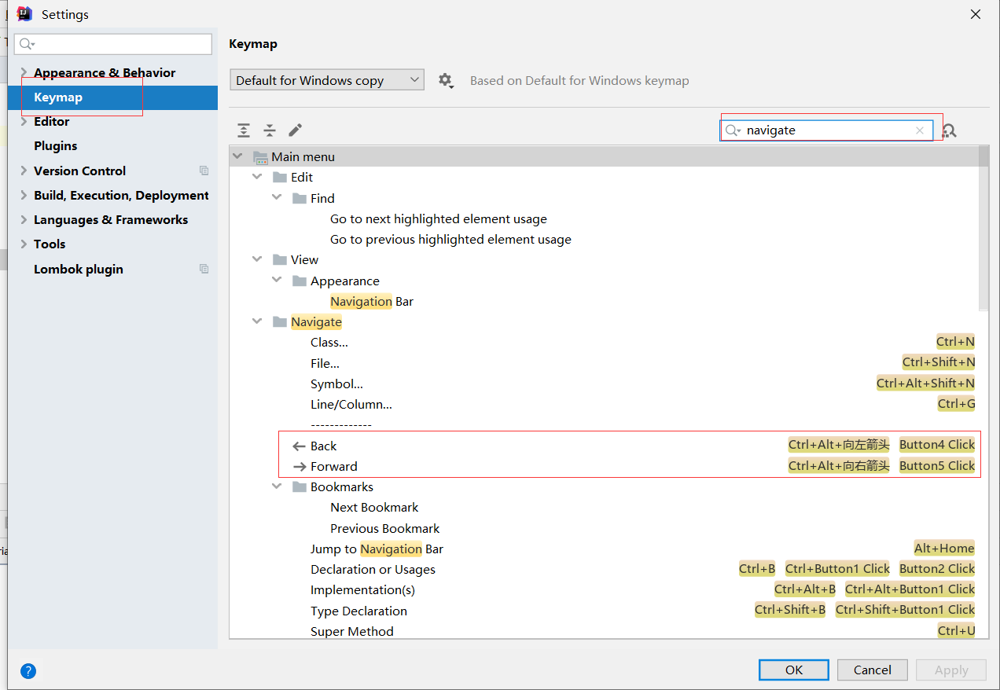 Settings
Keymap
Default for Windows copy
Based on Default for Windows keymap
Appearance & Behavior
Keymap
Editor
Plugins
Version Control
Build, Execution, Deployment
Languages & Frameworks
Tools
Lombok plugin
navigate
Main menu
Edit
Find
Go to next highlighted element usage
Go to previous highlighted element usage
View
Appearance
Navigation Bar
Navigate
Class... Ctrl+N
File... Ctrl+Shift+N
Symbol... Ctrl+Alt+Shift+N
Line/Column... Ctrl+G
-------------
Back Ctrl+Alt+向左箭头 Button4 Click
Forward Ctrl+Alt+向右箭头 Button5 Click
Bookmarks
Next Bookmark
Previous Bookmark
Jump to Navigation Bar Alt+Home
Declaration or Usages Ctrl+B Ctrl+Button1 Click Button2 Click
Implementation(s) Ctrl+Alt+B Ctrl+Alt+Button1 Click
Type Declaration Ctrl+Shift+B Ctrl+Shift+Button1 Click
Super Method Ctrl+U
?
OK Cancel Apply